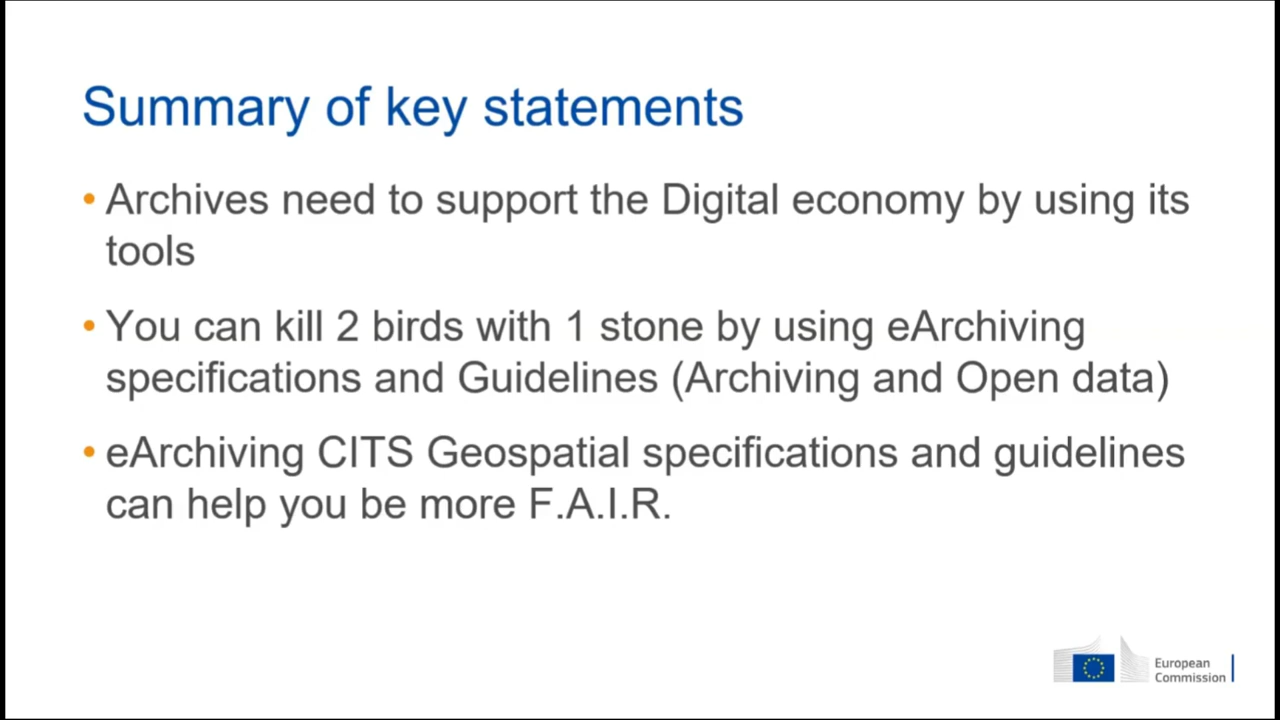 Summary of key statements
• Archives need to support the Digital economy by using its
tools
• You can kill 2 birds with 1 stone by using eArchiving
specifications and Guidelines (Archiving and Open data)
• eArchiving CITS Geospatial specifications and guidelines
can help you be more F.A.I.R.
European
Commission